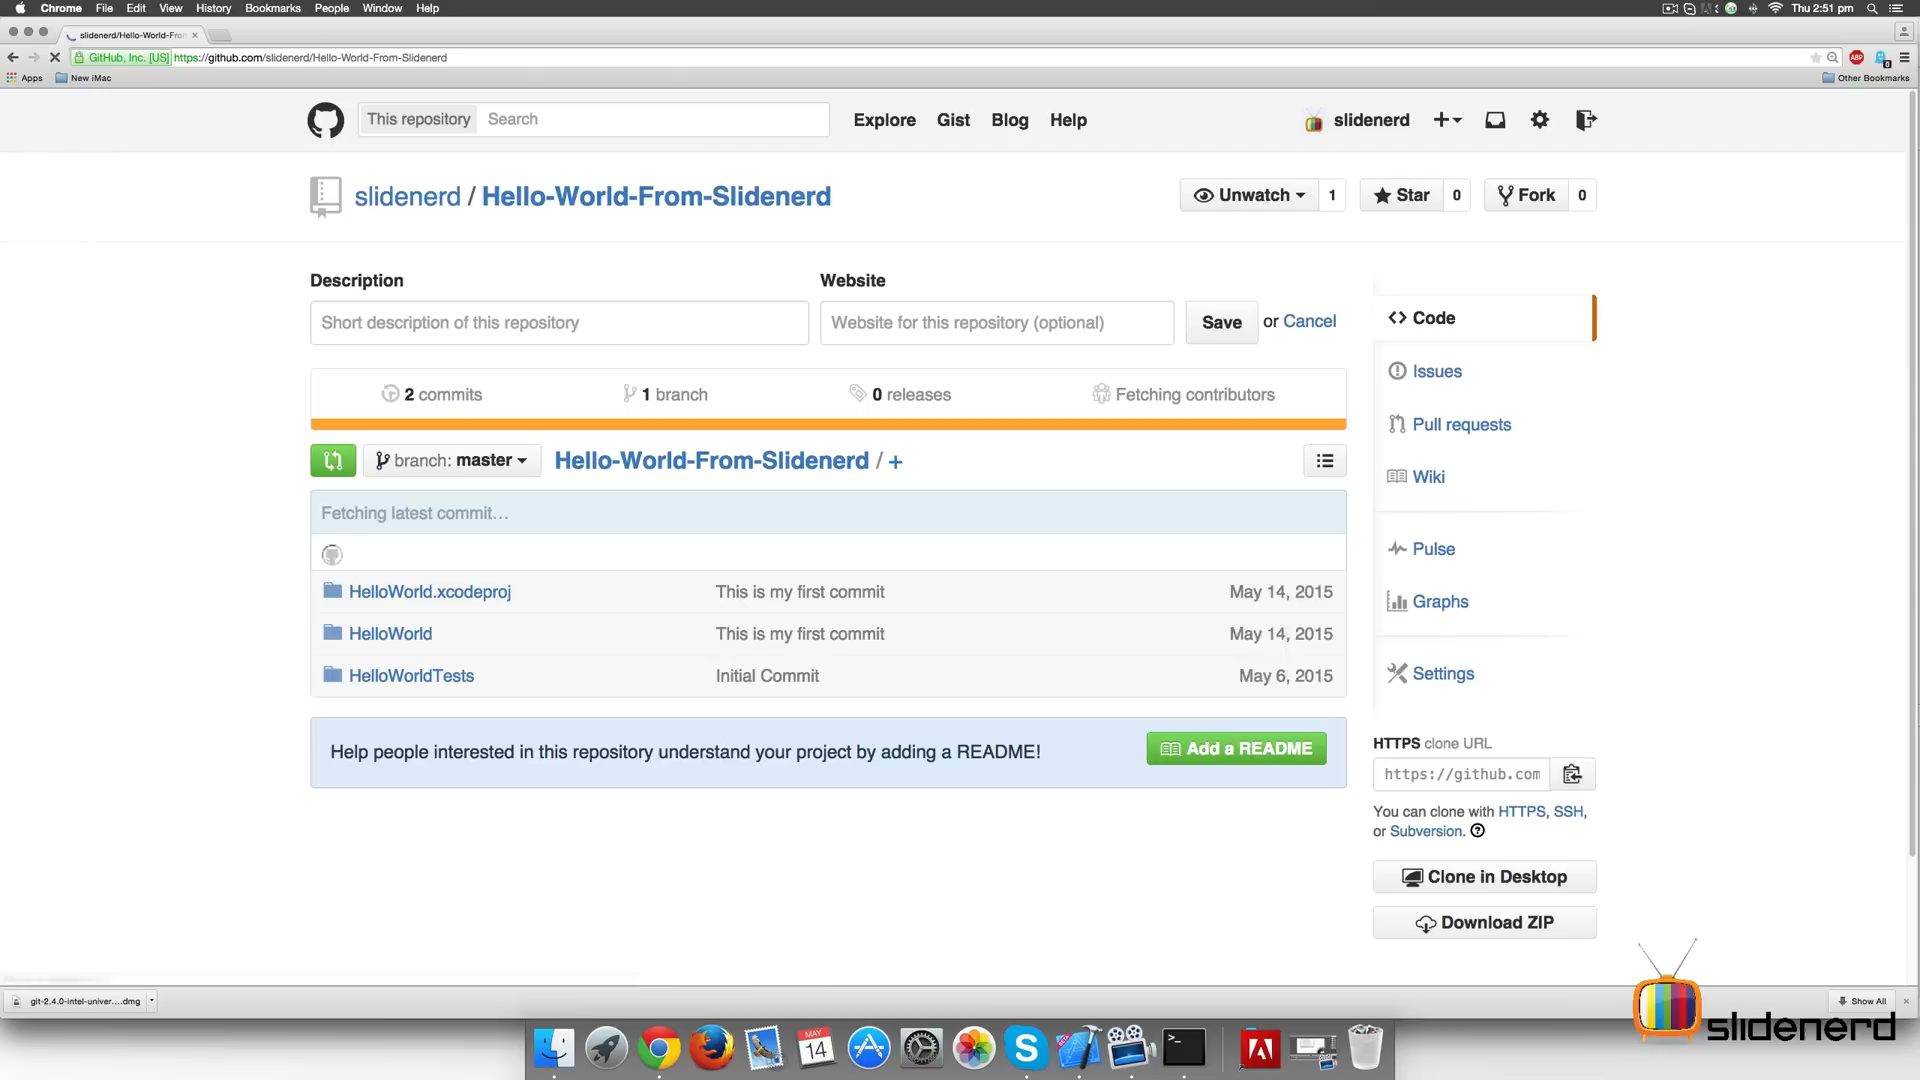 Chrome File Edit View History Bookmarks People Window Help
Thu 2:51 pm
slidenerd/Hello-World-Fro
GitHub, Inc. [US] https://github.com/slidenerd/Hello-World-From-Slidenerd
ABP
Apps New iMac
Other Bookmarks
This repository Search
Explore Gist Blog Help
slidenerd
slidenerd / Hello-World-From-Slidenerd
Unwatch 1 Star 0 Fork 0
Description
Website
Short description of this repository
Website for this repository (optional)
Save or Cancel
Code
Issues
Pull requests
Wiki
Pulse
Graphs
Settings
2 commits 1 branch 0 releases Fetching contributors
branch: master Hello-World-From-Slidenerd / +
Fetching latest commit…
HelloWorld.xcodeproj This is my first commit May 14, 2015
HelloWorld This is my first commit May 14, 2015
HelloWorldTests Initial Commit May 6, 2015
Help people interested in this repository understand your project by adding a README!
Add a README
HTTPS clone URL
https://github.com
You can clone with HTTPS, SSH,
or Subversion.
Clone in Desktop
Download ZIP
git-2.4.0-intel-univer....dmg
Show All
slidenerd
MAY
14